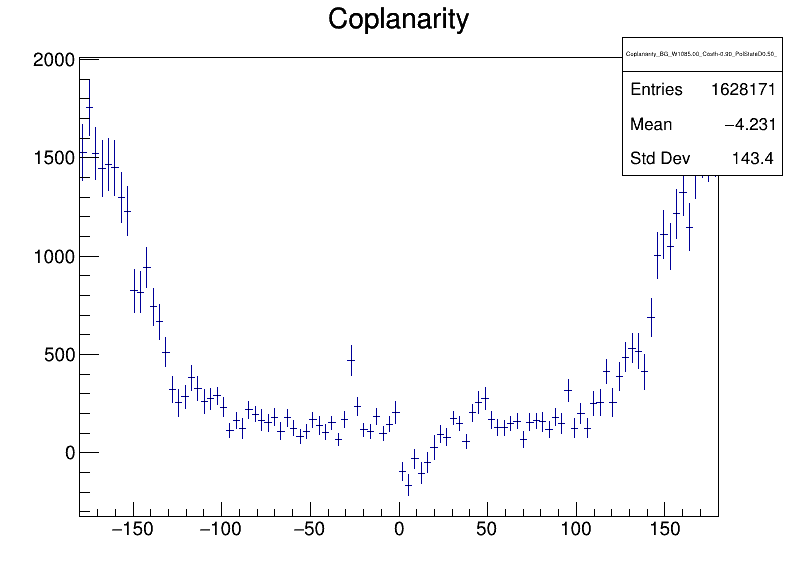 Coplanarity
Coplanarity_BG_W1085.00_Costh-0.90_PolStateD0.50_
Entries 1628171
Mean −4.231
Std Dev 143.4
2000
1500
1000
500
0
−150 −100 −50 0 50 100 150